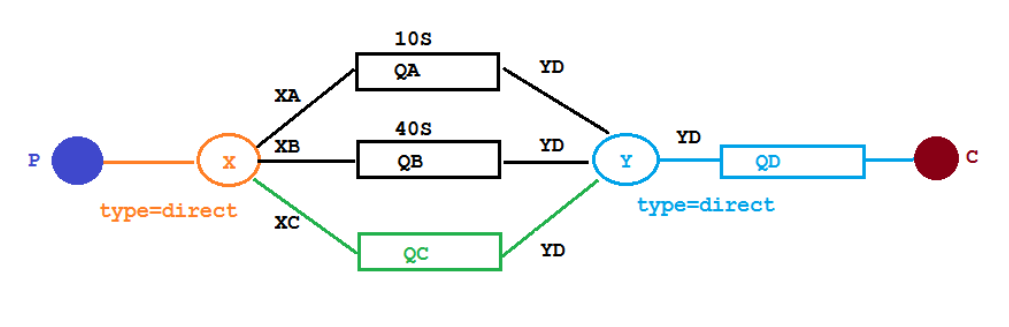 10S
QA
YD
XA
40S
XB
QB
YD
YD
P
X
Y
QD
C
type=direct
type=direct
XC
QC
YD